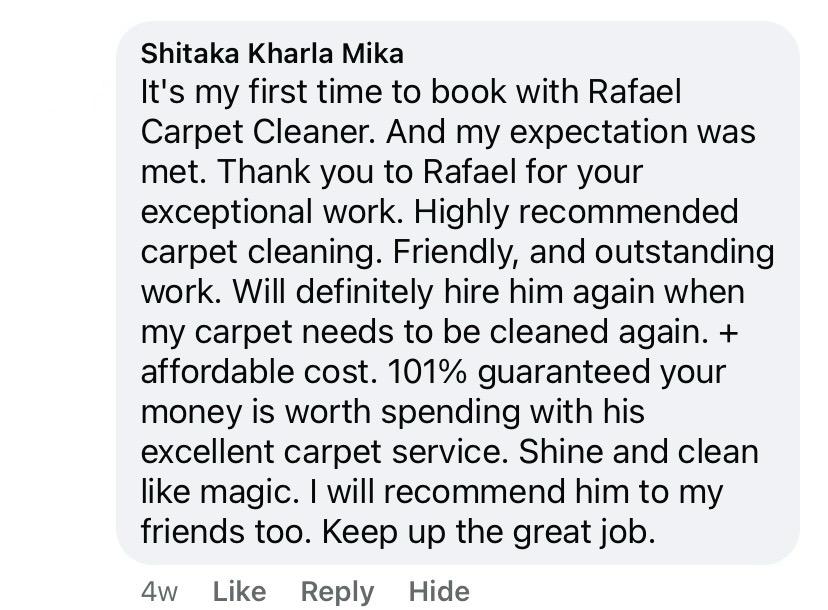 Shitaka Kharla Mika
It's my first time to book with Rafael
Carpet Cleaner. And my expectation was
met. Thank you to Rafael for your
exceptional work. Highly recommended
carpet cleaning. Friendly, and outstanding
work. Will definitely hire him again when
my carpet needs to be cleaned again. +
affordable cost. 101% guaranteed your
money is worth spending with his
excellent carpet service. Shine and clean
like magic. I will recommend him to my
friends too. Keep up the great job.
4w Like Reply Hide